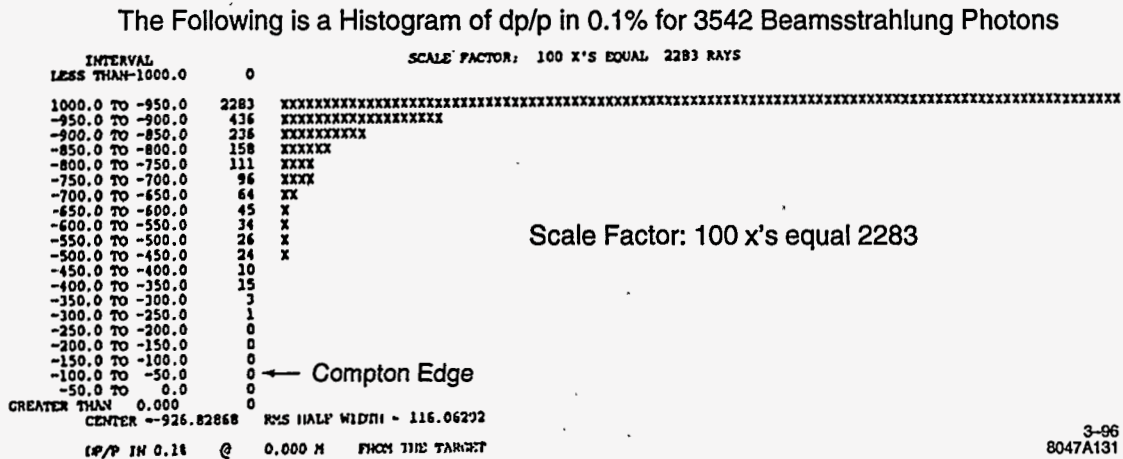 The Following is a Histogram of dp/p in 0.1% for 3542 Beamsstrahlung Photons
INTERVAL SCALE FACTOR: 100 X'S EQUAL 2283 RAYS
LESS THAN-1000.0 0
1000.0 TO -950.0 2283 XXXXXXXXXXXXXXXXXXXXXXXXXXXXXXXXXXXXXXXXXXXXXXXXXXXXXXXXXXXXXXXXXXXXXXXXXXXXXXXXXXXXXXXXXXXXXXXXXXXX
-950.0 TO -900.0 436 XXXXXXXXXXXXXXXXXXX
-900.0 TO -850.0 236 XXXXXXXXXX
-850.0 TO -800.0 158 XXXXXX
-800.0 TO -750.0 111 XXXX
-750.0 TO -700.0 96 XXXX
-700.0 TO -650.0 64 XX
-650.0 TO -600.0 45 X
-600.0 TO -550.0 34 X
-550.0 TO -500.0 26 X
Scale Factor: 100 x's equal 2283
-500.0 TO -450.0 24 X
-450.0 TO -400.0 10
-400.0 TO -350.0 15
-350.0 TO -300.0 3
-300.0 TO -250.0 1
-250.0 TO -200.0 0
-200.0 TO -150.0 0
-150.0 TO -100.0 0
-100.0 TO -50.0 0 ← Compton Edge
-50.0 TO 0.0 0
GREATER THAN 0.000 0
CENTER =-926.82868 RMS HALF WIDTH = 116.06292
DP/P IN 0.1% @ 0.000 M FROM THE TARGET
3–96
8047A131